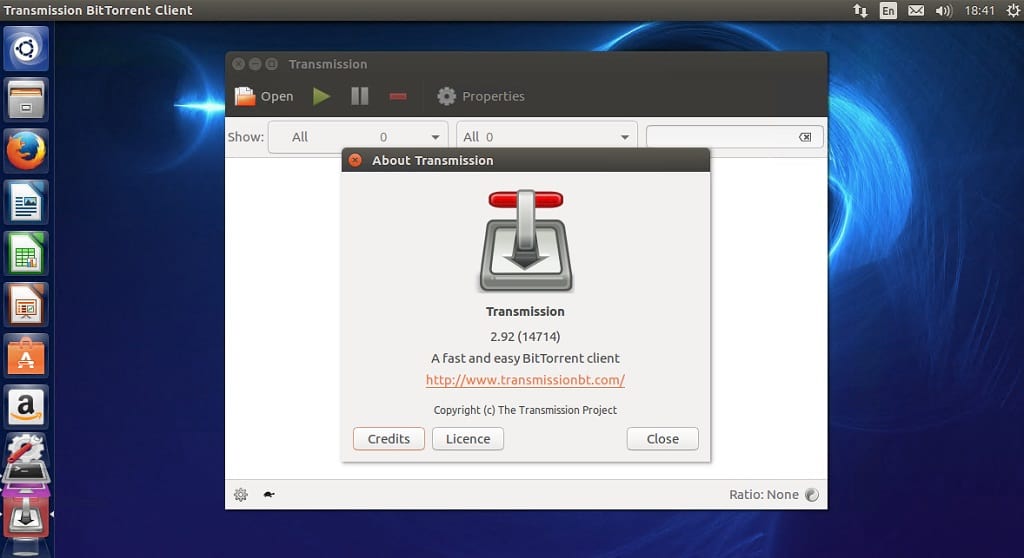 Transmission BitTorrent Client
En
18:41
Transmission
Open
Properties
Show:
All 0
All 0
About Transmission
Transmission
2.92 (14714)
A fast and easy BitTorrent client
http://www.transmissionbt.com/
Copyright (c) The Transmission Project
Credits
Licence
Close
Ratio: None